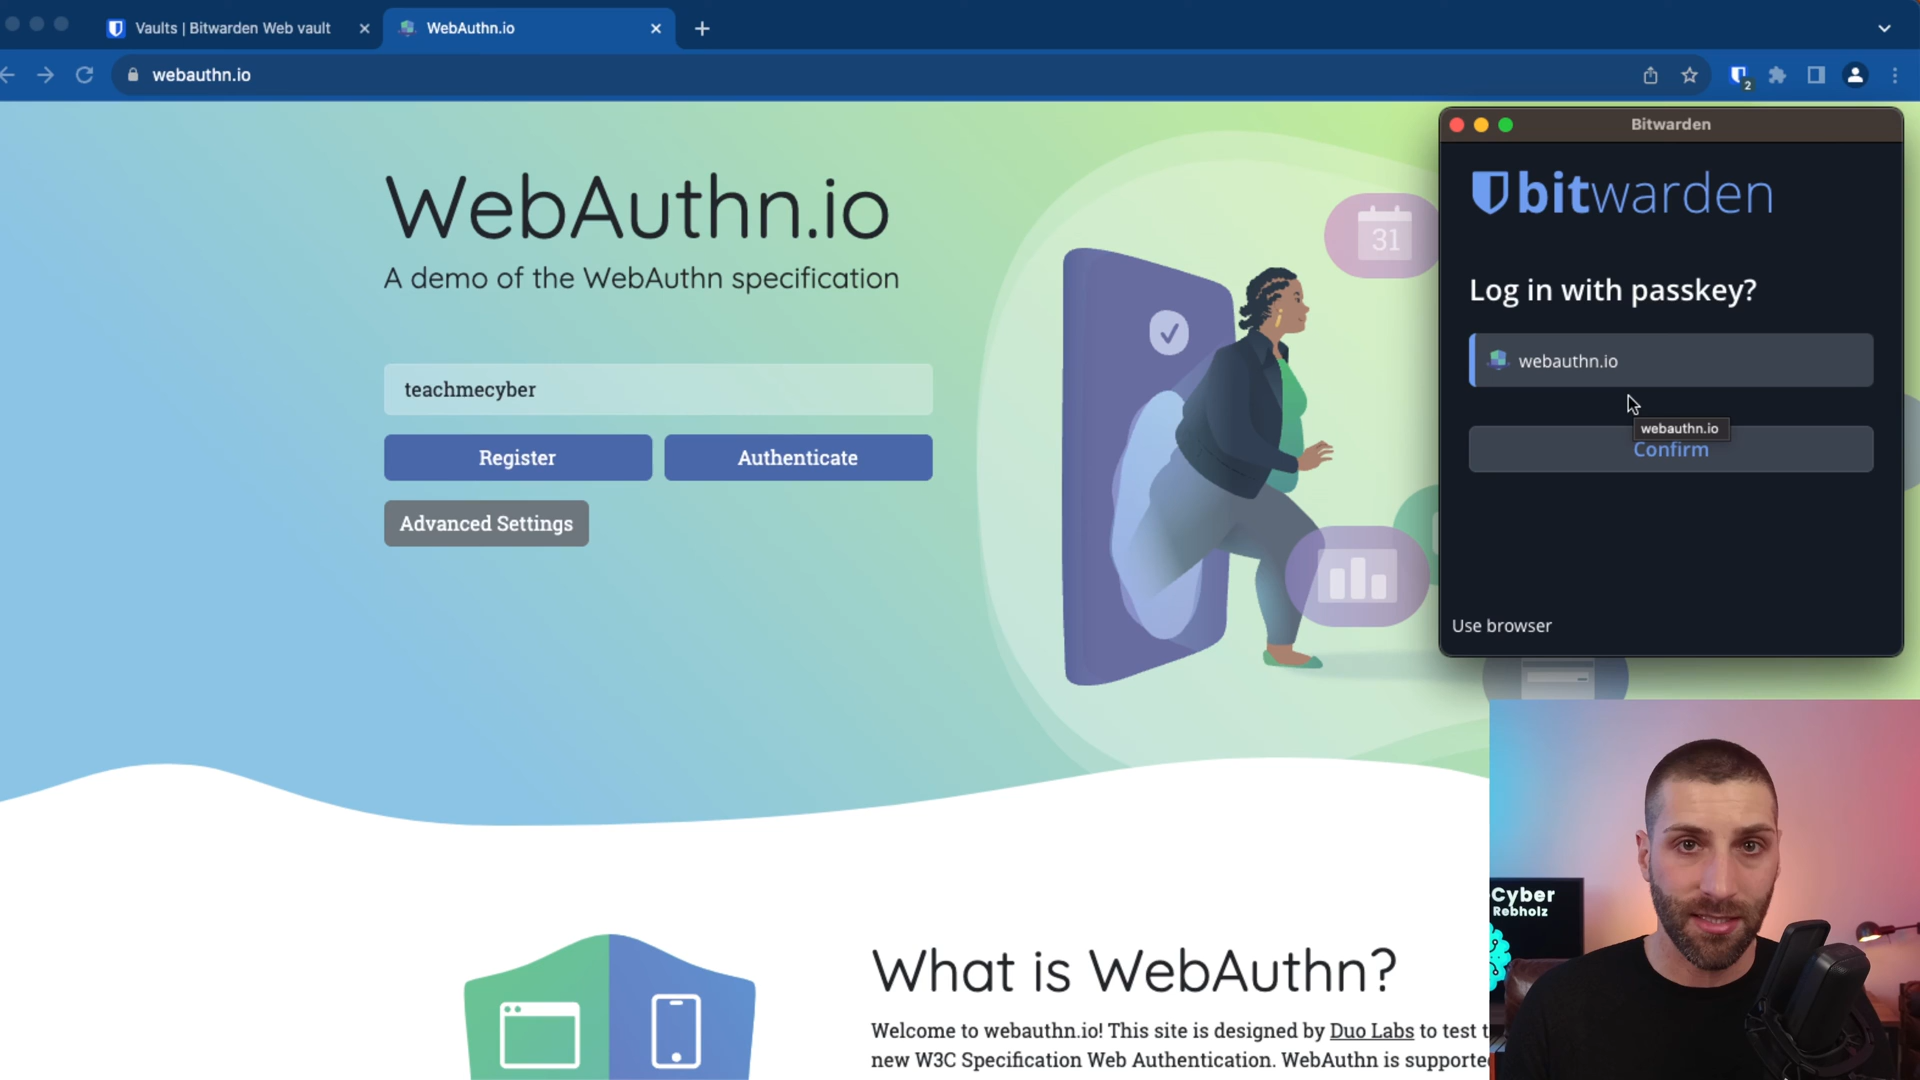 Vaults | Bitwarden Web vault
WebAuthn.io
webauthn.io
2
Bitwarden
WebAuthn.io
A demo of the WebAuthn specification
31
bitwarden
Log in with passkey?
webauthn.io
teachmecyber
webauthn.io
Confirm
Register
Authenticate
Advanced Settings
Use browser
Cyber
Rebholz
What is WebAuthn?
Welcome to webauthn.io! This site is designed by Duo Labs to test t
new W3C Specification Web Authentication. WebAuthn is supporte